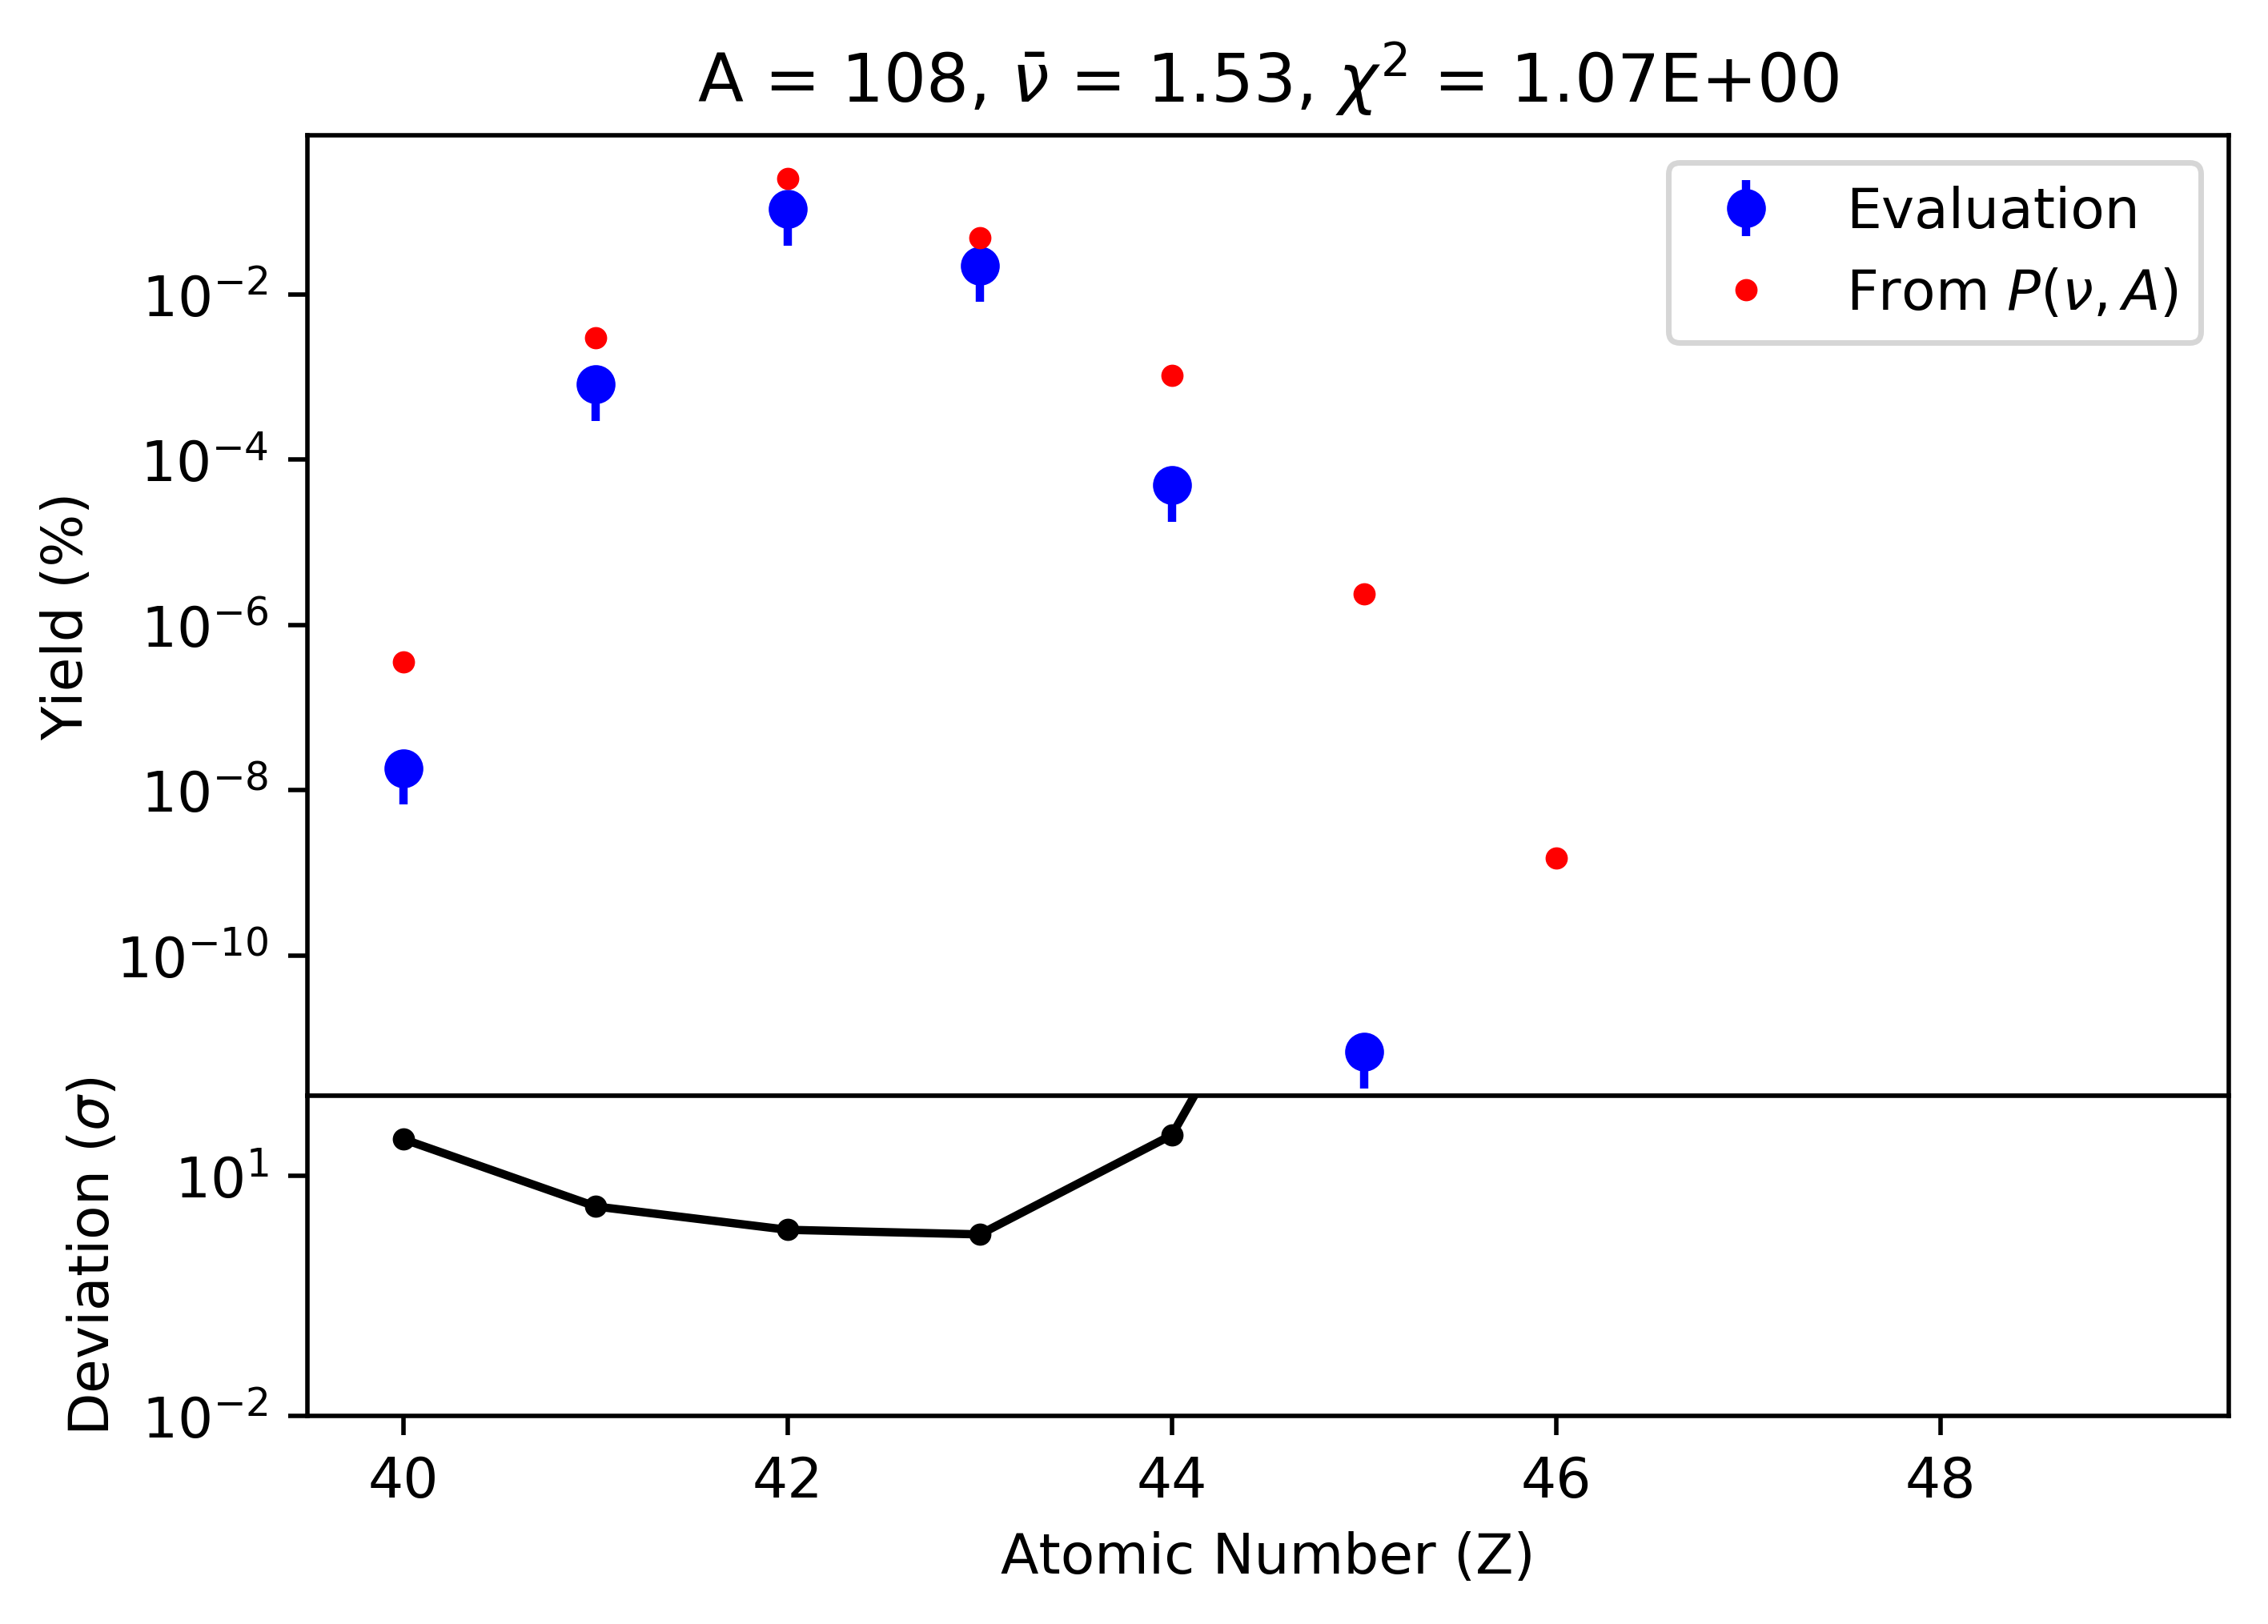 A = 108, ν̄ = 1.53, χ² = 1.07E+00
Evaluation
From P(ν, A)
Yield (%)
10⁻²
10⁻⁴
10⁻⁶
10⁻⁸
10⁻¹⁰
Deviation (σ)
10¹
10⁻²
40 42 44 46 48
Atomic Number (Z)